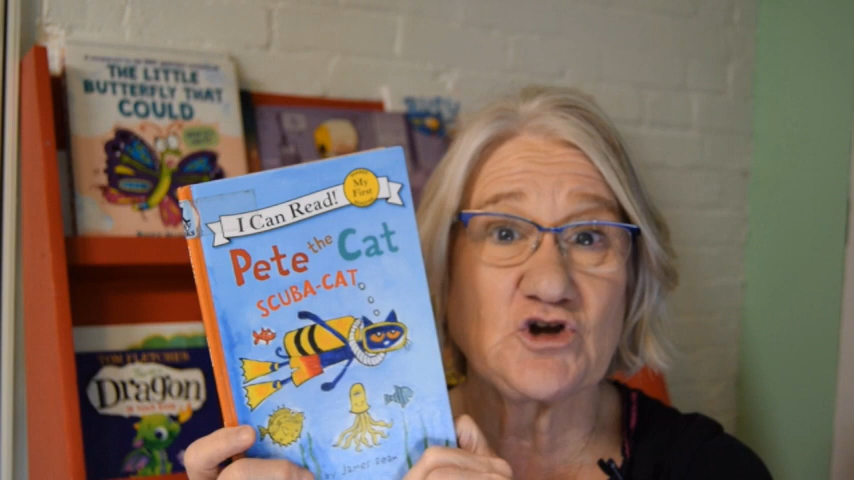 THE LITTLE
BUTTERFLY THAT
COULD
My
First
I Can Read!
Pete the Cat
SCUBA-CAT
by James Dean
TOM FLETCHER
Dragon